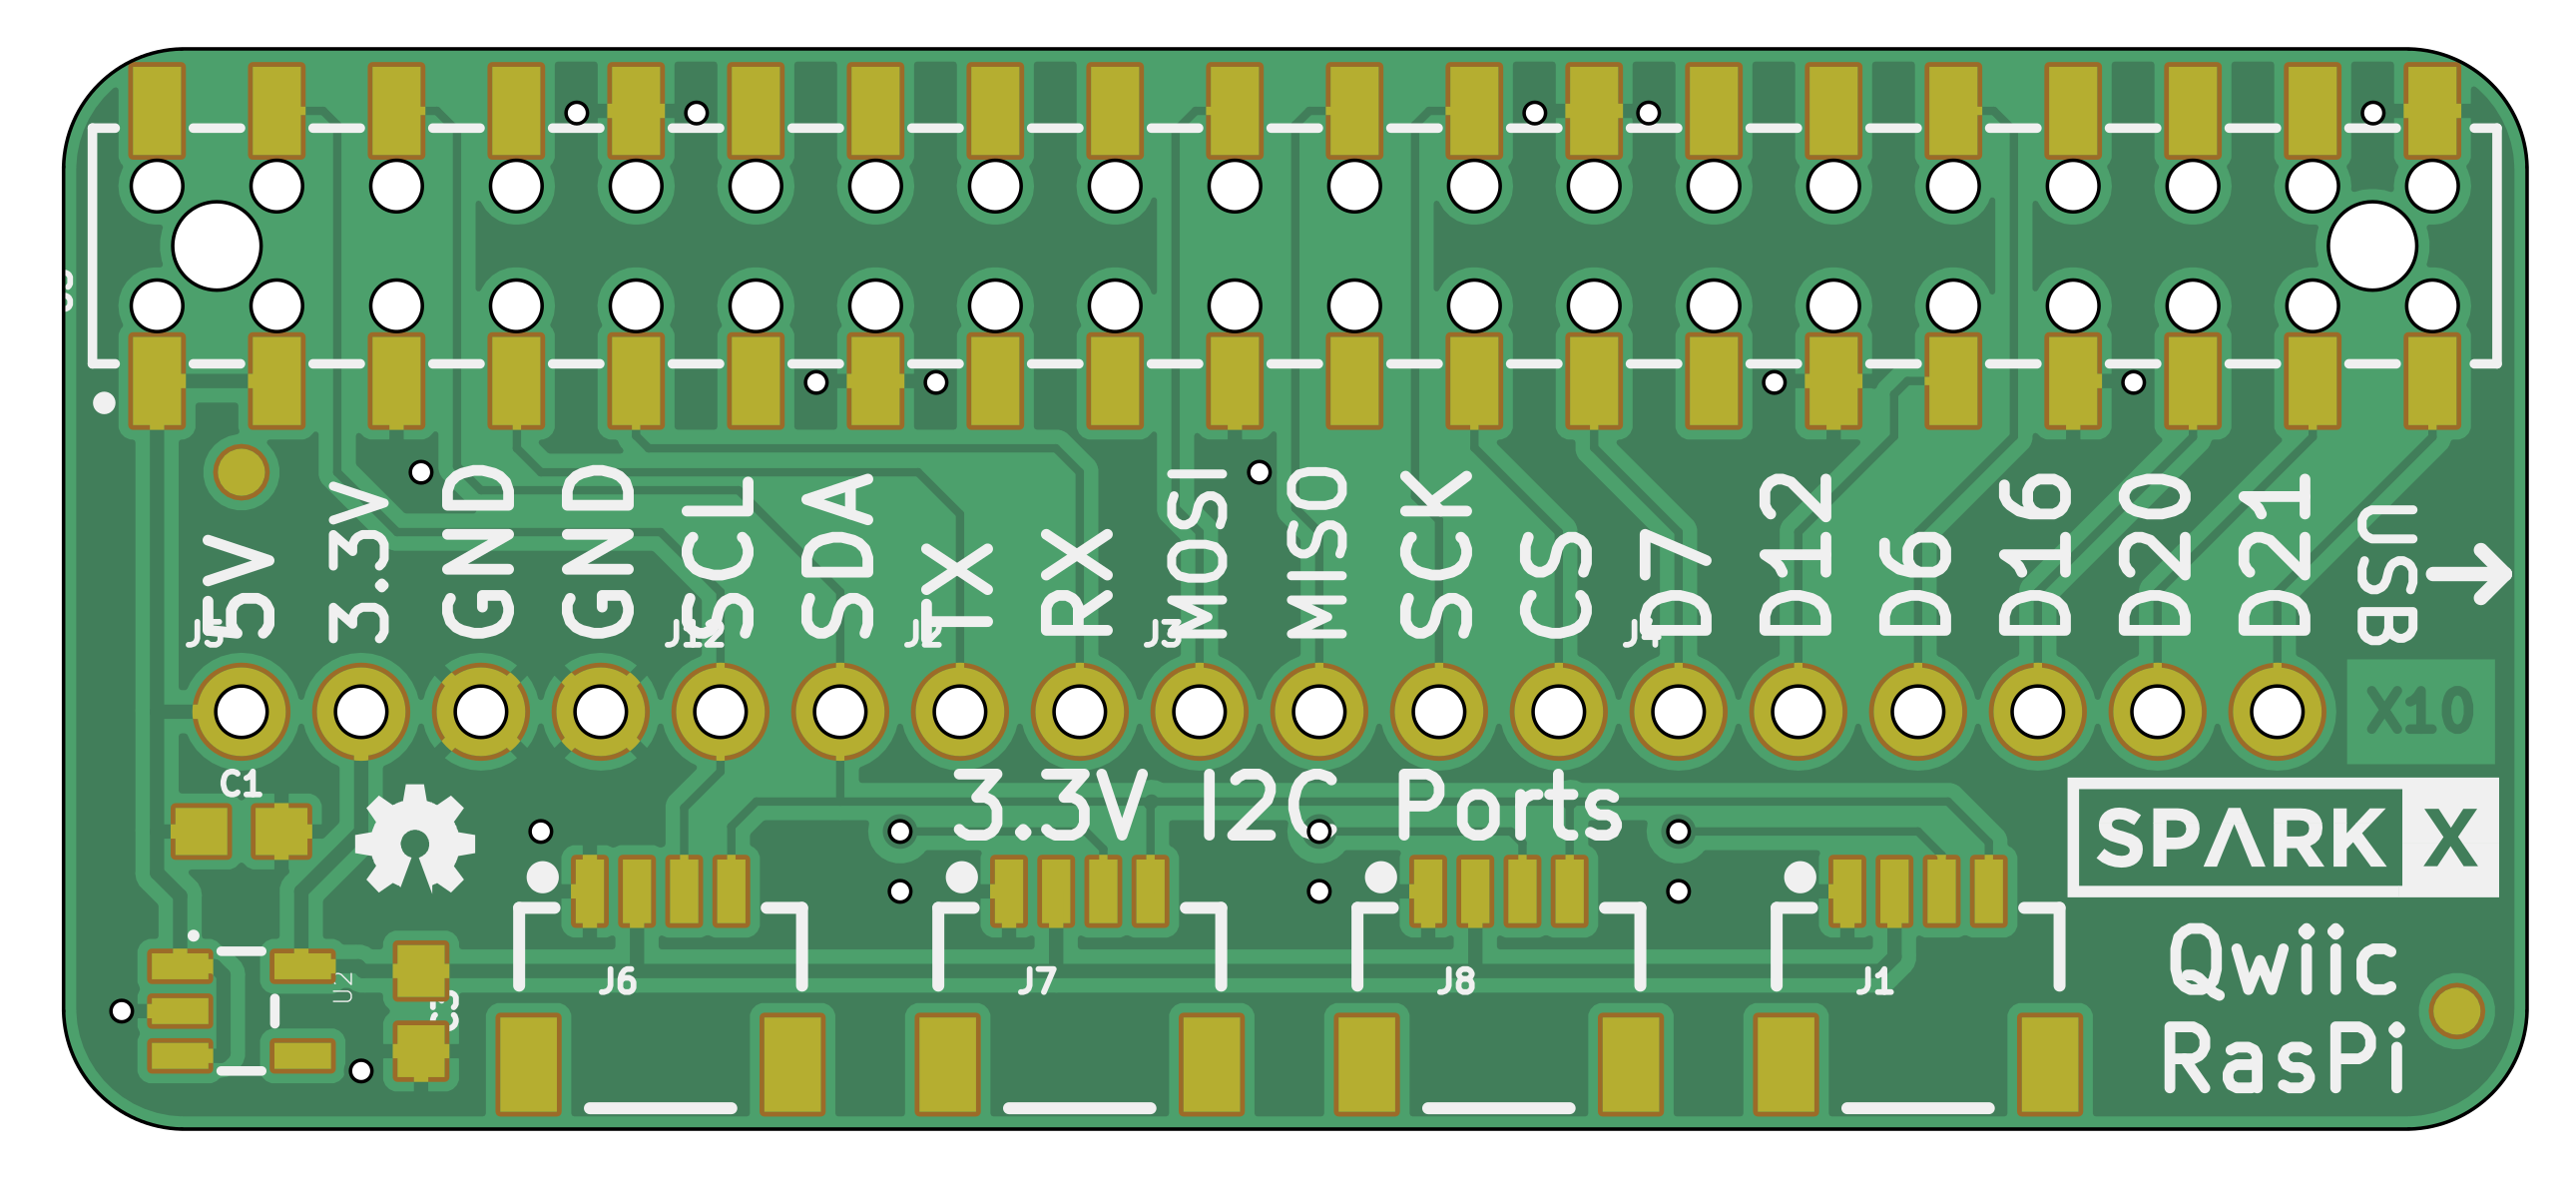 5V
3.3V
GND
GND
SCL
SDA
TX
RX
MOSI
MISO
SCK
CS
D7
D12
D6
D16
D20
D21
USB
J5
J12
J2
J3
J4
X10
C1
3.3V I2C Ports
SPARK X
J6
J7
J8
J1
U2
Qwiic
RasPi